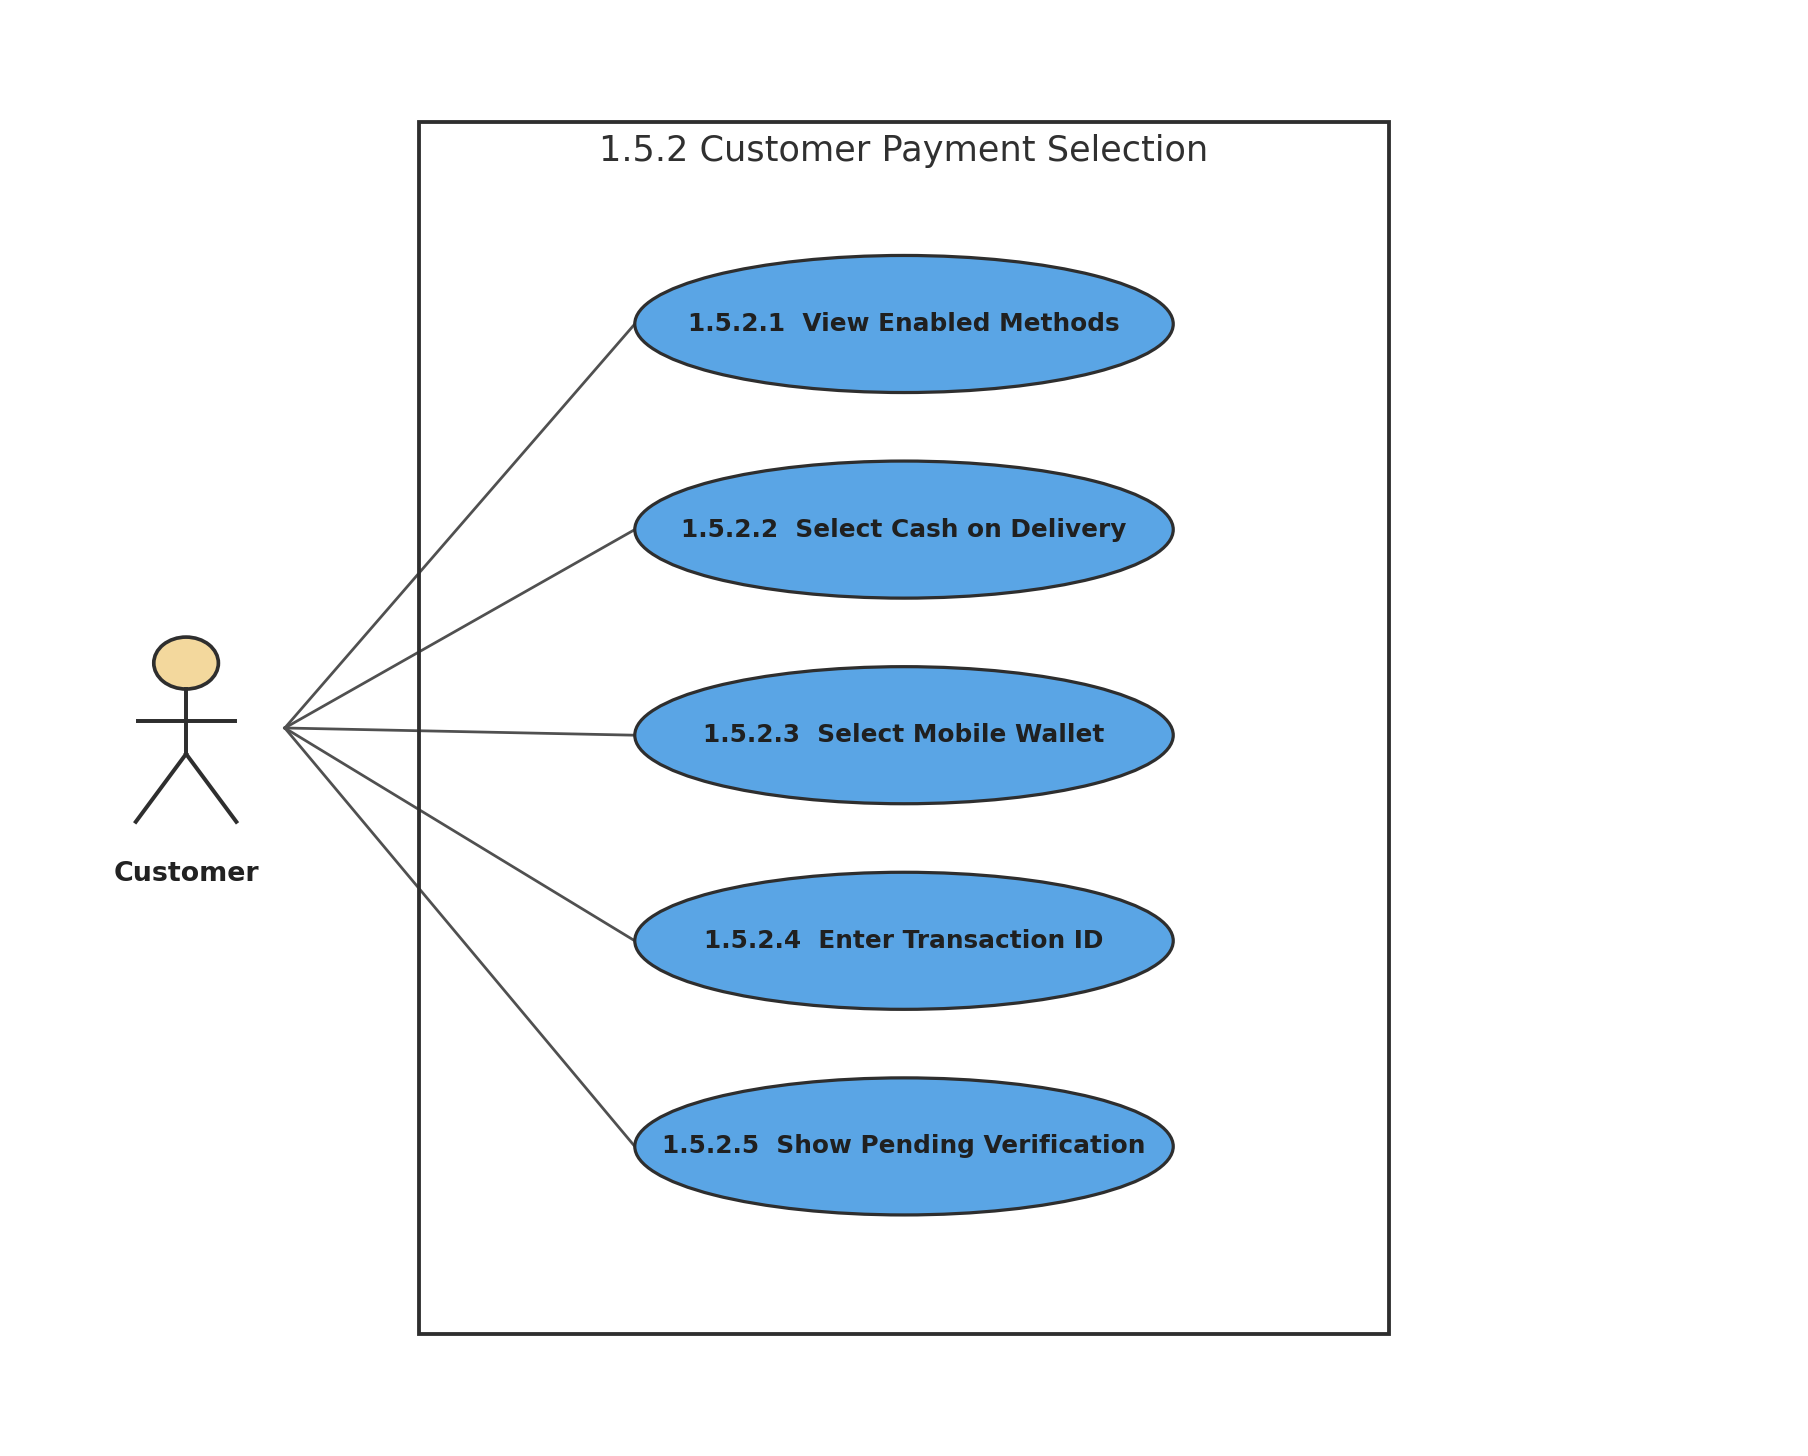 1.5.2 Customer Payment Selection
1.5.2.1 View Enabled Methods
1.5.2.2 Select Cash on Delivery
1.5.2.3 Select Mobile Wallet
Customer
1.5.2.4 Enter Transaction ID
1.5.2.5 Show Pending Verification